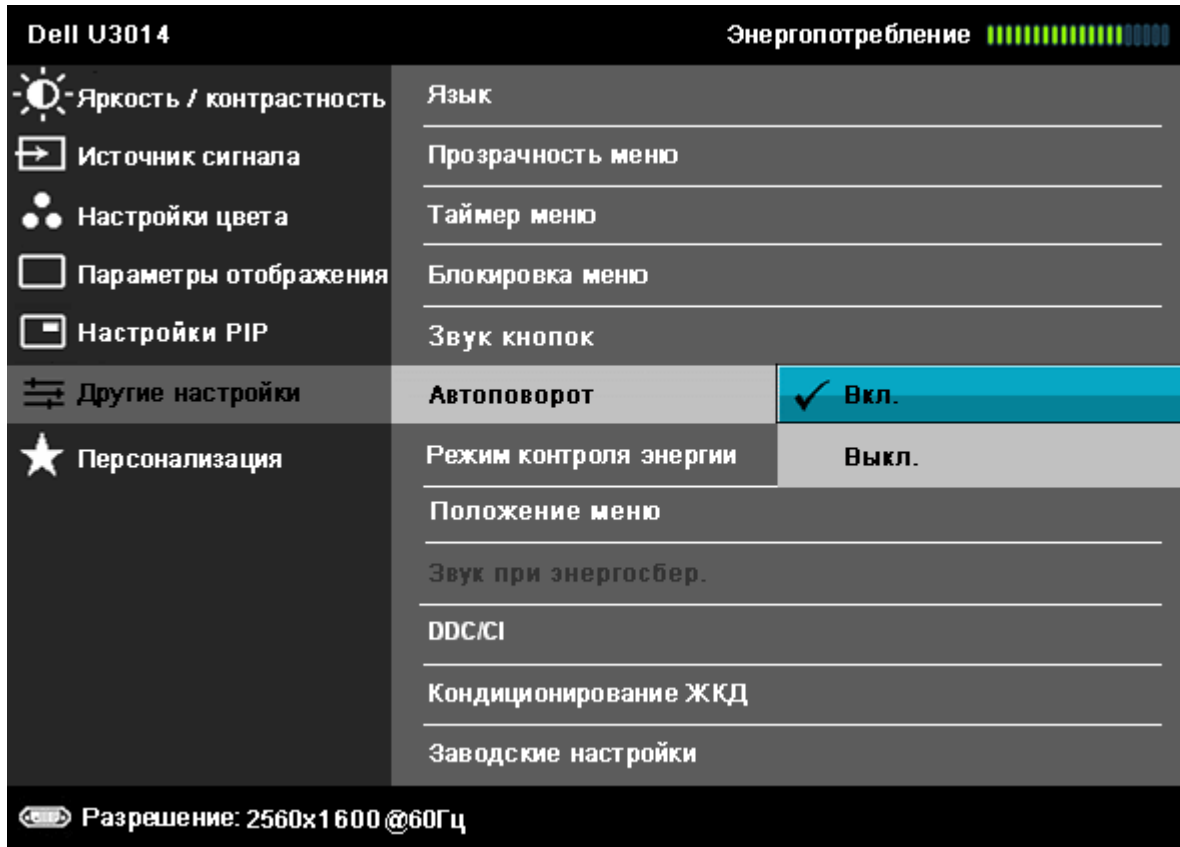 Dell U3014
Энергопотребление
Яркость / контрастность
Источник сигнала
Настройки цвета
Параметры отображения
Настройки PIP
Другие настройки
Персонализация
Язык
Прозрачность меню
Таймер меню
Блокировка меню
Звук кнопок
Автоповорот
Вкл.
Режим контроля энергии
Выкл.
Положение меню
Звук при энергосбер.
DDC/CI
Кондиционирование ЖКД
Заводские настройки
Разрешение: 2560x1600@60Гц